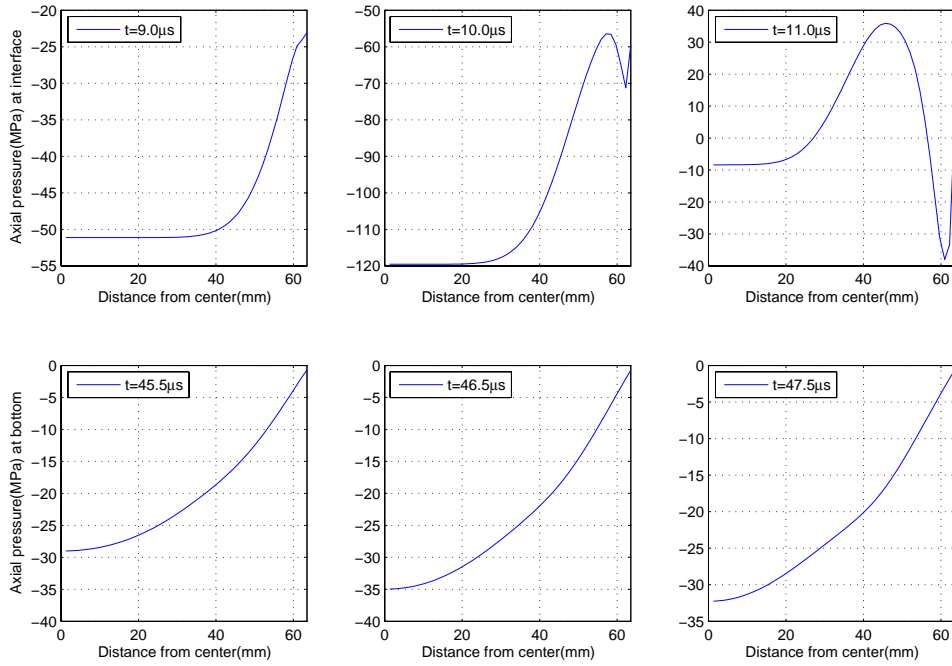 t=9.0μs
−20
−25
−30
−35
−40
−45
−50
−55
0 20 40 60
Axial pressure(MPa) at interface
Distance from center(mm)
t=10.0μs
−50
−60
−70
−80
−90
−100
−110
−120
0 20 40 60
Distance from center(mm)
t=11.0μs
40
30
20
10
0
−10
−20
−30
−40
0 20 40 60
Distance from center(mm)
t=45.5μs
0
−5
−10
−15
−20
−25
−30
−35
−40
0 20 40 60
Axial pressure(MPa) at bottom
Distance from center(mm)
t=46.5μs
0
−5
−10
−15
−20
−25
−30
−35
−40
0 20 40 60
Distance from center(mm)
t=47.5μs
0
−5
−10
−15
−20
−25
−30
−35
0 20 40 60
Distance from center(mm)